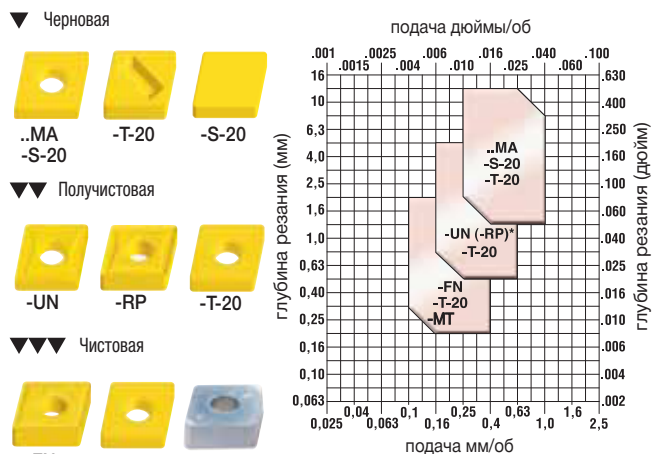 ▼ Черновая
..MA -T-20 -S-20
-S-20
▼▼ Получистовая
-UN -RP -T-20
▼▼▼ Чистовая
подача дюймы/об
.001 .0025 .006 .016 .040 .100
.0015 .004 .010 .025 .060
глубина резания (мм)
16
10
6,3
4,0
2,5
1,6
1,0
0,63
0,40
0,25
0,16
0,10
0,063
..MA
-S-20
-T-20
-UN (-RP)*
-T-20
-FN
-T-20
-MT
.630
.400
.250
.160
.100
.060
.040
.025
.016
.010
.006
.004
.002
глубина резания (дюйм)
0,04 0,1 0,25 0,63 1,6
0,025 0,063 0,16 0,4 1,0 2,5
подача мм/об